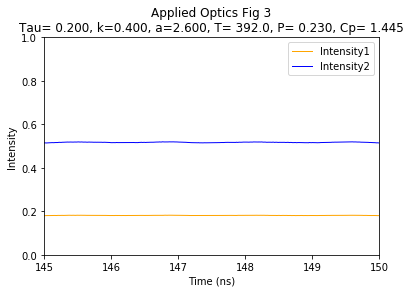 Applied Optics Fig 3
Tau= 0.200, k=0.400, a=2.600, T= 392.0, P= 0.230, Cp= 1.445
1.0
Intensity1
Intensity2
0.8
0.6
Intensity
0.4
0.2
0.0
145 146 147 148 149 150
Time (ns)